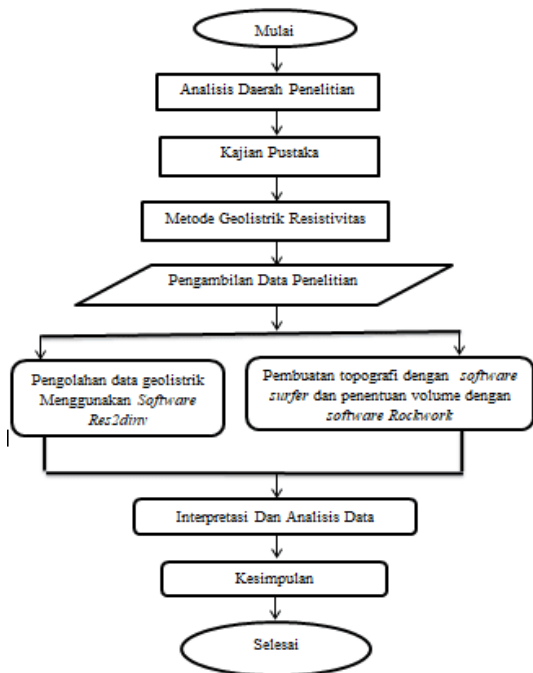 Mulai
Analisis Daerah Penelitian
Kajian Pustaka
Metode Geolistrik Resistivitas
Pengambilan Data Penelitian
Pengolahan data geolistrik
Menggunakan Software
Res2dinv
Pembuatan topografi dengan software
surfer dan penentuan volume dengan
software Rockwork
Interpretasi Dan Analisis Data
Kesimpulan
Selesai